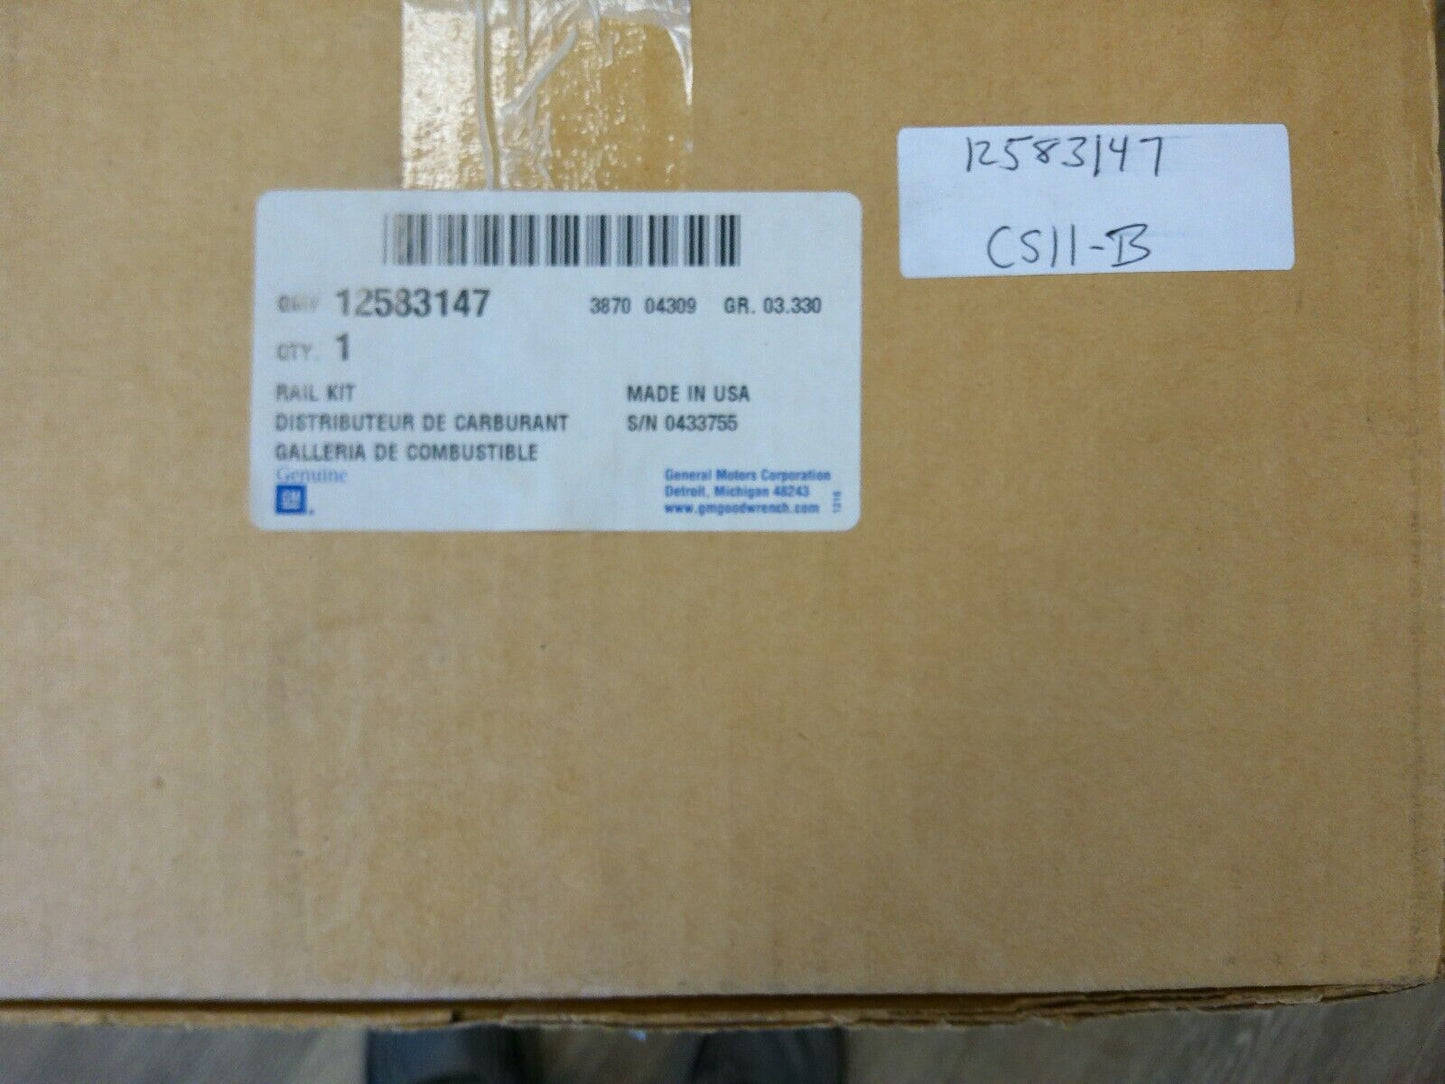 12583147
CS11-B
12583147 3870 04309 GR. 03.330
QTY. 1
RAIL KIT MADE IN USA
DISTRIBUTEUR DE CARBURANT S/N 0433755
GALLERIA DE COMBUSTIBLE
Genuine General Motors Corporation
GM Detroit, Michigan 48243
www.gmgoodwrench.com